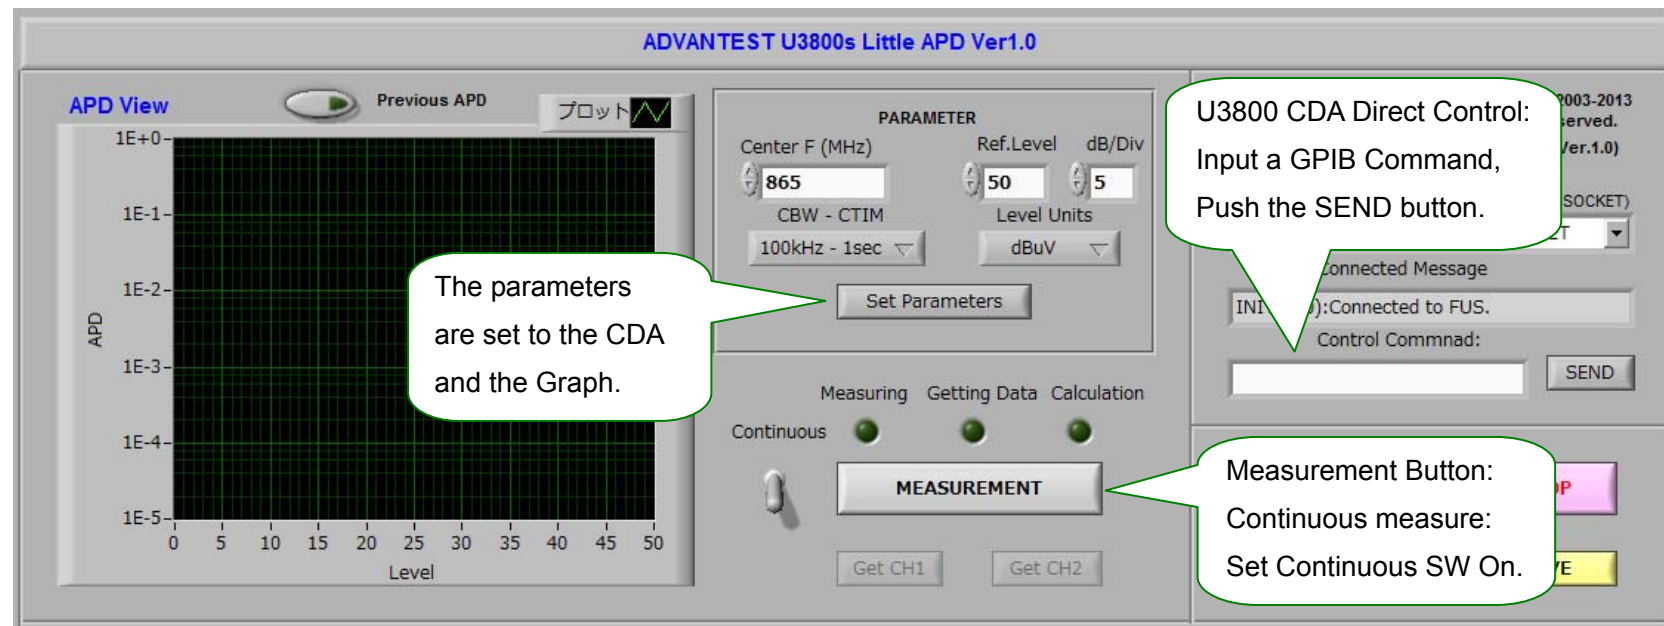 ADVANTEST U3800s Little APD Ver1.0
APD View
Previous APD
プロット
1E+0-
1E-1-
1E-2-
1E-3-
1E-4-
1E-5-
APD
0 5 10 15 20 25 30 35 40 45 50
Level
PARAMETER
Center F (MHz) Ref.Level dB/Div
865 50 5
CBW - CTIM Level Units
100kHz - 1sec dBuV
Set Parameters
The parameters
are set to the CDA
and the Graph.
Measuring Getting Data Calculation
Continuous
MEASUREMENT
Get CH1 Get CH2
U3800 CDA Direct Control:
Input a GPIB Command,
Push the SEND button.
2003-2013
served.
Ver.1.0)
SOCKET)
Connected Message
INI ):Connected to FUS.
Control Commnad:
SEND
Measurement Button:
Continuous measure:
Set Continuous SW On.